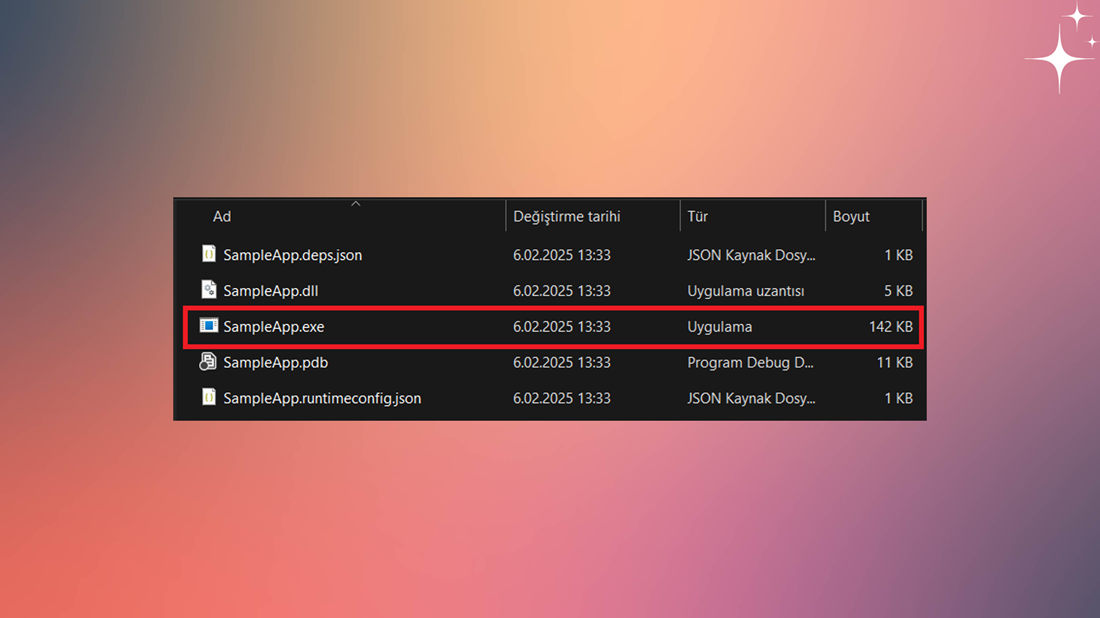 Ad Değiştirme tarihi Tür Boyut
SampleApp.deps.json 6.02.2025 13:33 JSON Kaynak Dosy... 1 KB
SampleApp.dll 6.02.2025 13:33 Uygulama uzantısı 5 KB
SampleApp.exe 6.02.2025 13:33 Uygulama 142 KB
SampleApp.pdb 6.02.2025 13:33 Program Debug D... 11 KB
SampleApp.runtimeconfig.json 6.02.2025 13:33 JSON Kaynak Dosy... 1 KB